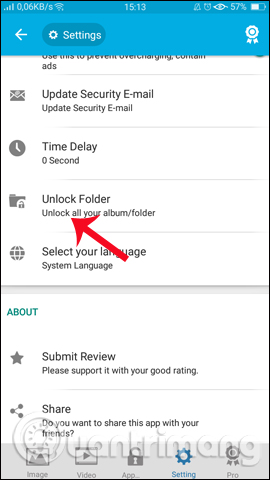 0,06KB/s 15:13 57%
Settings
Use this to prevent overcharging, contain
ads
Update Security E-mail
Update Security E-mail
Time Delay
0 Second
Unlock Folder
Unlock all your album/folder
Select your language
System Language
ABOUT
Submit Review
Please support it with your good rating.
Share
Do you want to share this app with your
friends?
quantrimang
Image Video App... Setting Pro